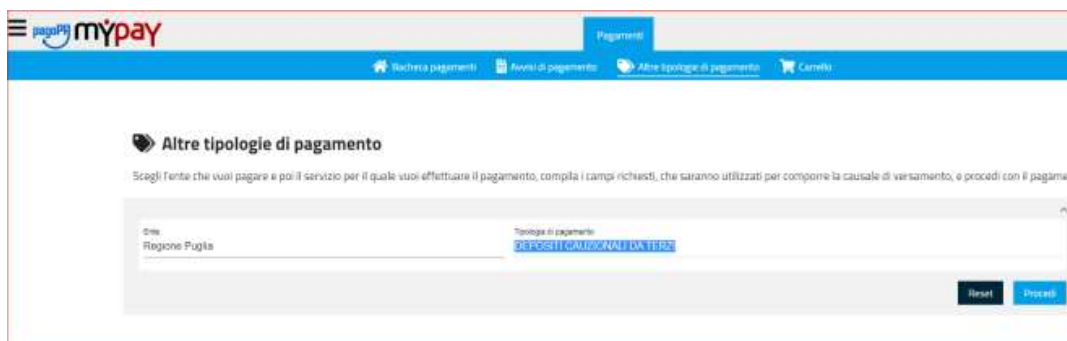 pagoPA mypay
Pagamenti
Bacheca pagamenti Avvisi di pagamento Altre tipologie di pagamento Carrello
Altre tipologie di pagamento
Scegli l'ente che vuoi pagare e poi il servizio per il quale vuoi effettuare il pagamento, compila i campi richiesti, che saranno utilizzati per comporre la causale di versamento, e procedi con il pagame
Ente Tipologia di pagamento
Regione Puglia DEPOSITI CAUZIONALI DA TERZI
Reset Procedi